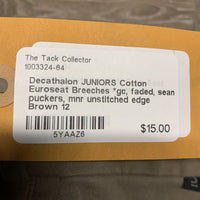 The Tack Collector
1003324-84
Decathalon JUNIORS Cotton
Euroseat Breeches *gc, faded, sean
puckers, mnr unstitched edge
Brown 12
5YAAZ6
$15.00